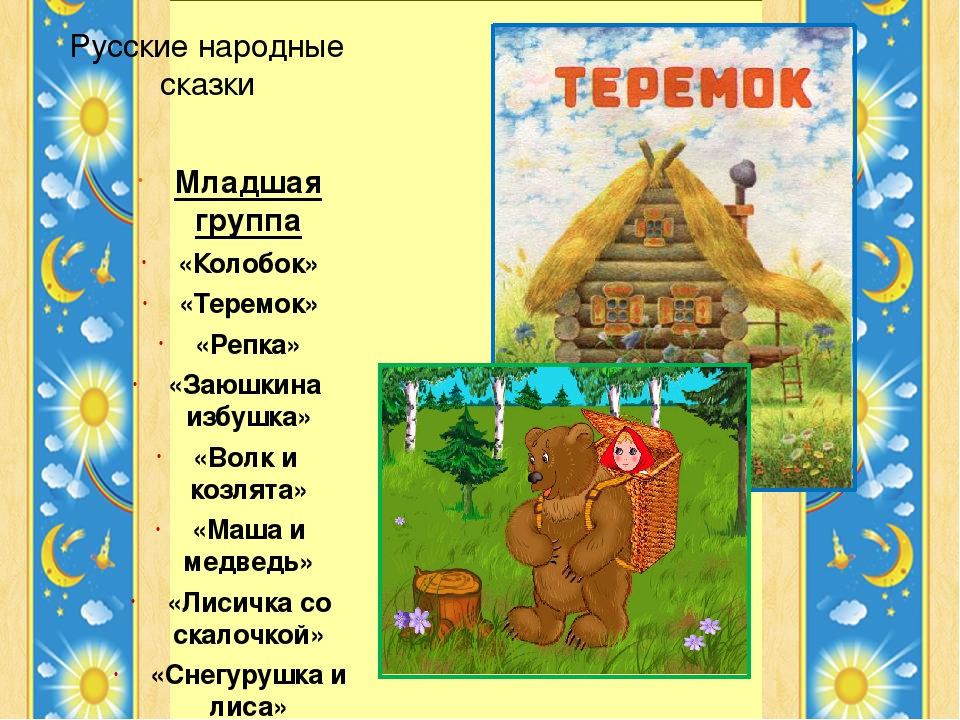 Русские народные
сказки
Младшая
группа
«Колобок»
«Теремок»
«Репка»
«Заюшкина
избушка»
«Волк и
козлята»
«Маша и
медведь»
«Лисичка со
скалочкой»
«Снегурушка и
лиса»
ТЕРЕМОК